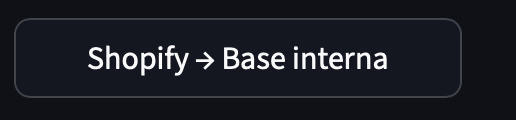 Shopify → Base interna